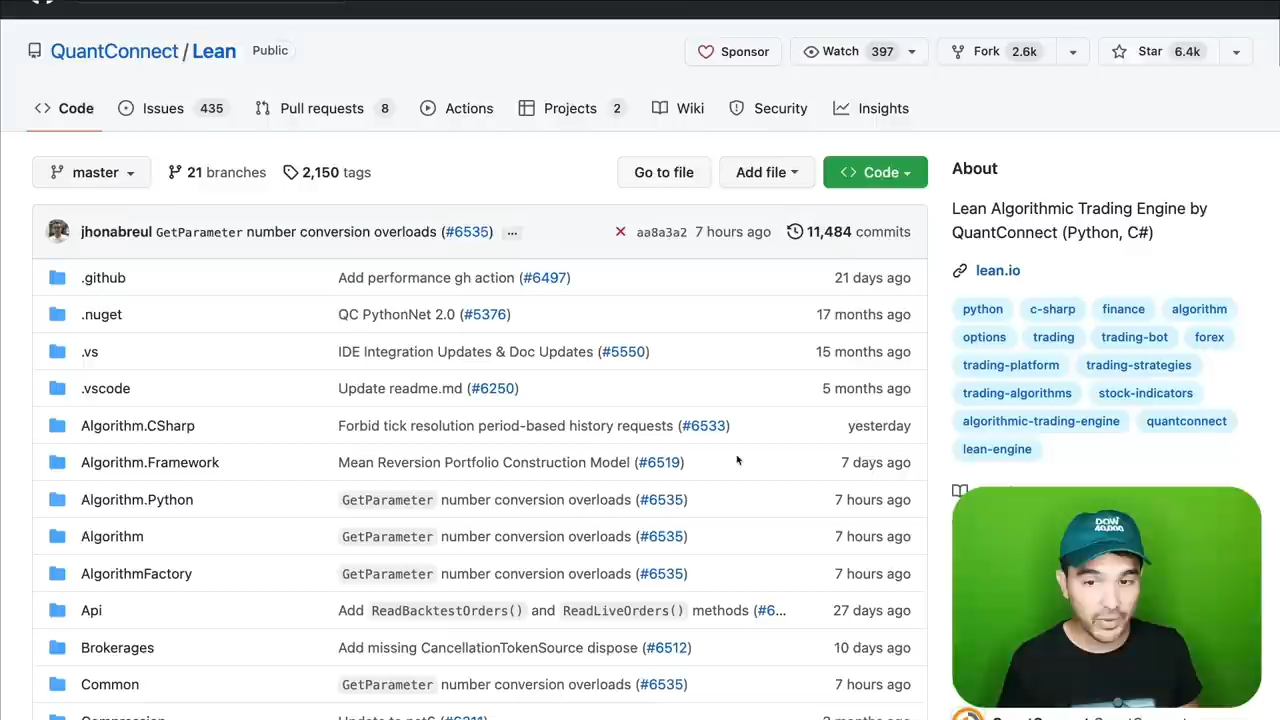 QuantConnect / Lean Public
Sponsor Watch 397 Fork 2.6k Star 6.4k
Code Issues 435 Pull requests 8 Actions Projects 2 Wiki Security Insights
master 21 branches 2,150 tags Go to file Add file Code
About
Lean Algorithmic Trading Engine by
QuantConnect (Python, C#)
lean.io
python c-sharp finance algorithm
options trading trading-bot forex
trading-platform trading-strategies
trading-algorithms stock-indicators
algorithmic-trading-engine quantconnect
lean-engine
jhonabreul GetParameter number conversion overloads (#6535) ... aa8a3a2 7 hours ago 11,484 commits
.github Add performance gh action (#6497) 21 days ago
.nuget QC PythonNet 2.0 (#5376) 17 months ago
.vs IDE Integration Updates & Doc Updates (#5550) 15 months ago
.vscode Update readme.md (#6250) 5 months ago
Algorithm.CSharp Forbid tick resolution period-based history requests (#6533) yesterday
Algorithm.Framework Mean Reversion Portfolio Construction Model (#6519) 7 days ago
Algorithm.Python GetParameter number conversion overloads (#6535) 7 hours ago
Algorithm GetParameter number conversion overloads (#6535) 7 hours ago
AlgorithmFactory GetParameter number conversion overloads (#6535) 7 hours ago
Api Add ReadBacktestOrders() and ReadLiveOrders() methods (#6... 27 days ago
Brokerages Add missing CancellationTokenSource dispose (#6512) 10 days ago
Common GetParameter number conversion overloads (#6535) 7 hours ago
DOW
40,000